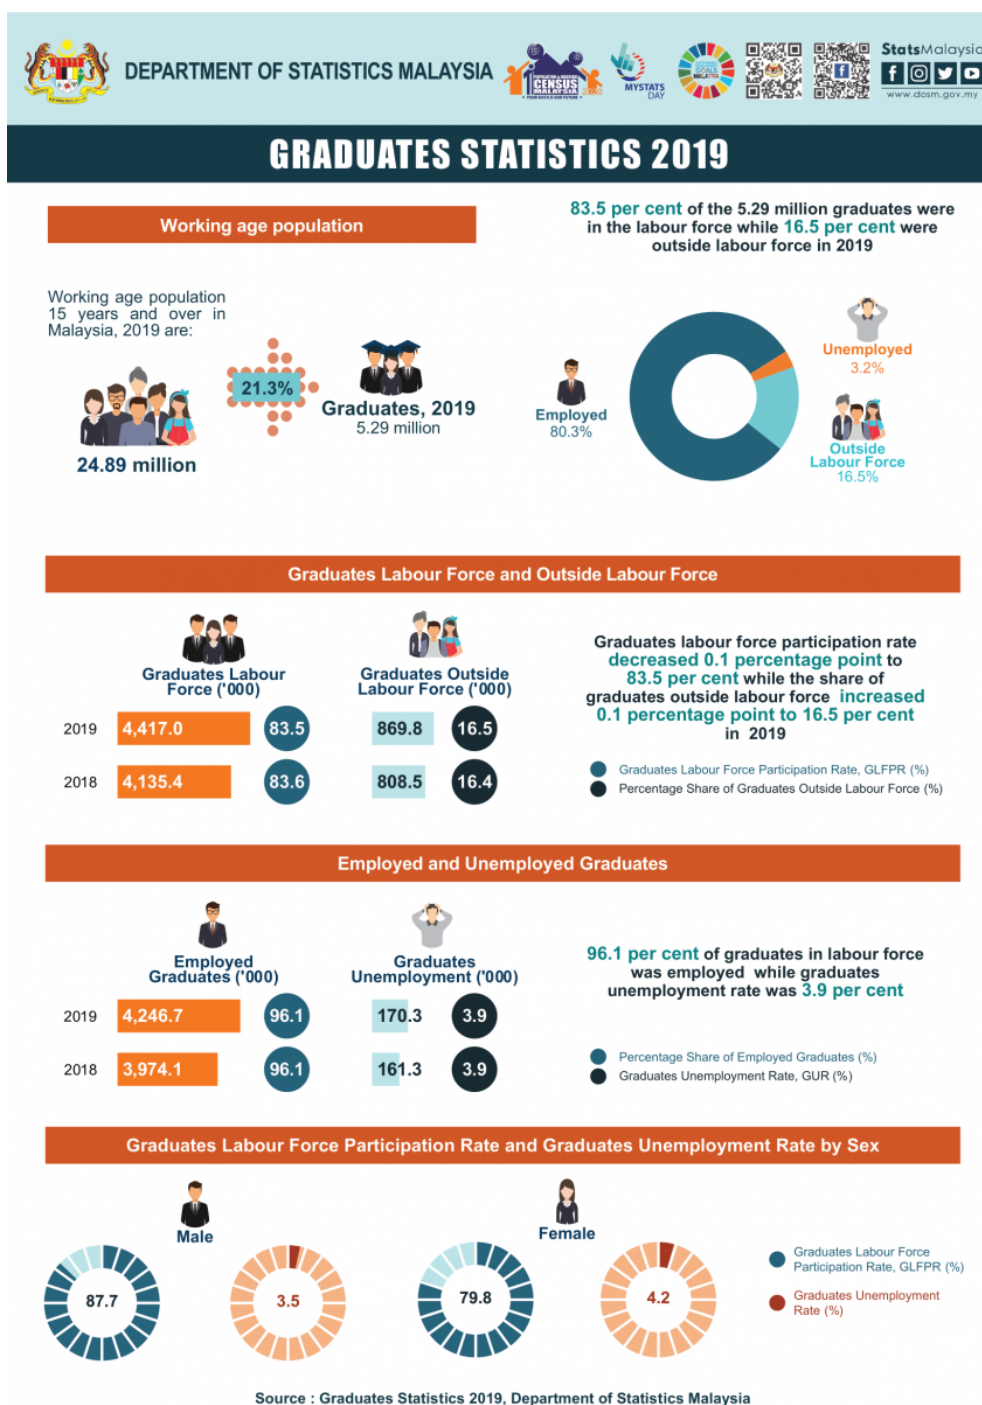 DEPARTMENT OF STATISTICS MALAYSIA
POPULATION & HOUSING
CENSUS
MALAYSIA 2020
MYSTATS
DAY
StatsMalaysia
www.dosm.gov.my
GRADUATES STATISTICS 2019
Working age population
Working age population
15 years and over in
Malaysia, 2019 are:
24.89 million
21.3%
Graduates, 2019
5.29 million
83.5 per cent of the 5.29 million graduates were
in the labour force while 16.5 per cent were
outside labour force in 2019
Employed
80.3%
Unemployed
3.2%
Outside
Labour Force
16.5%
Graduates Labour Force and Outside Labour Force
Graduates Labour
Force ('000)
Graduates Outside
Labour Force ('000)
2019 4,417.0 83.5 869.8 16.5
2018 4,135.4 83.6 808.5 16.4
Graduates labour force participation rate
decreased 0.1 percentage point to
83.5 per cent while the share of
graduates outside labour force increased
0.1 percentage point to 16.5 per cent
in 2019
Graduates Labour Force Participation Rate, GLFPR (%)
Percentage Share of Graduates Outside Labour Force (%)
Employed and Unemployed Graduates
Employed
Graduates ('000)
Graduates
Unemployment ('000)
2019 4,246.7 96.1 170.3 3.9
2018 3,974.1 96.1 161.3 3.9
96.1 per cent of graduates in labour force
was employed while graduates
unemployment rate was 3.9 per cent
Percentage Share of Employed Graduates (%)
Graduates Unemployment Rate, GUR (%)
Graduates Labour Force Participation Rate and Graduates Unemployment Rate by Sex
Male
87.7
3.5
Female
79.8
4.2
Graduates Labour Force
Participation Rate, GLFPR (%)
Graduates Unemployment
Rate (%)
Source : Graduates Statistics 2019, Department of Statistics Malaysia